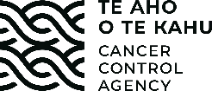 TE AHO
O TE KAHU
CANCER
CONTROL
AGENCY